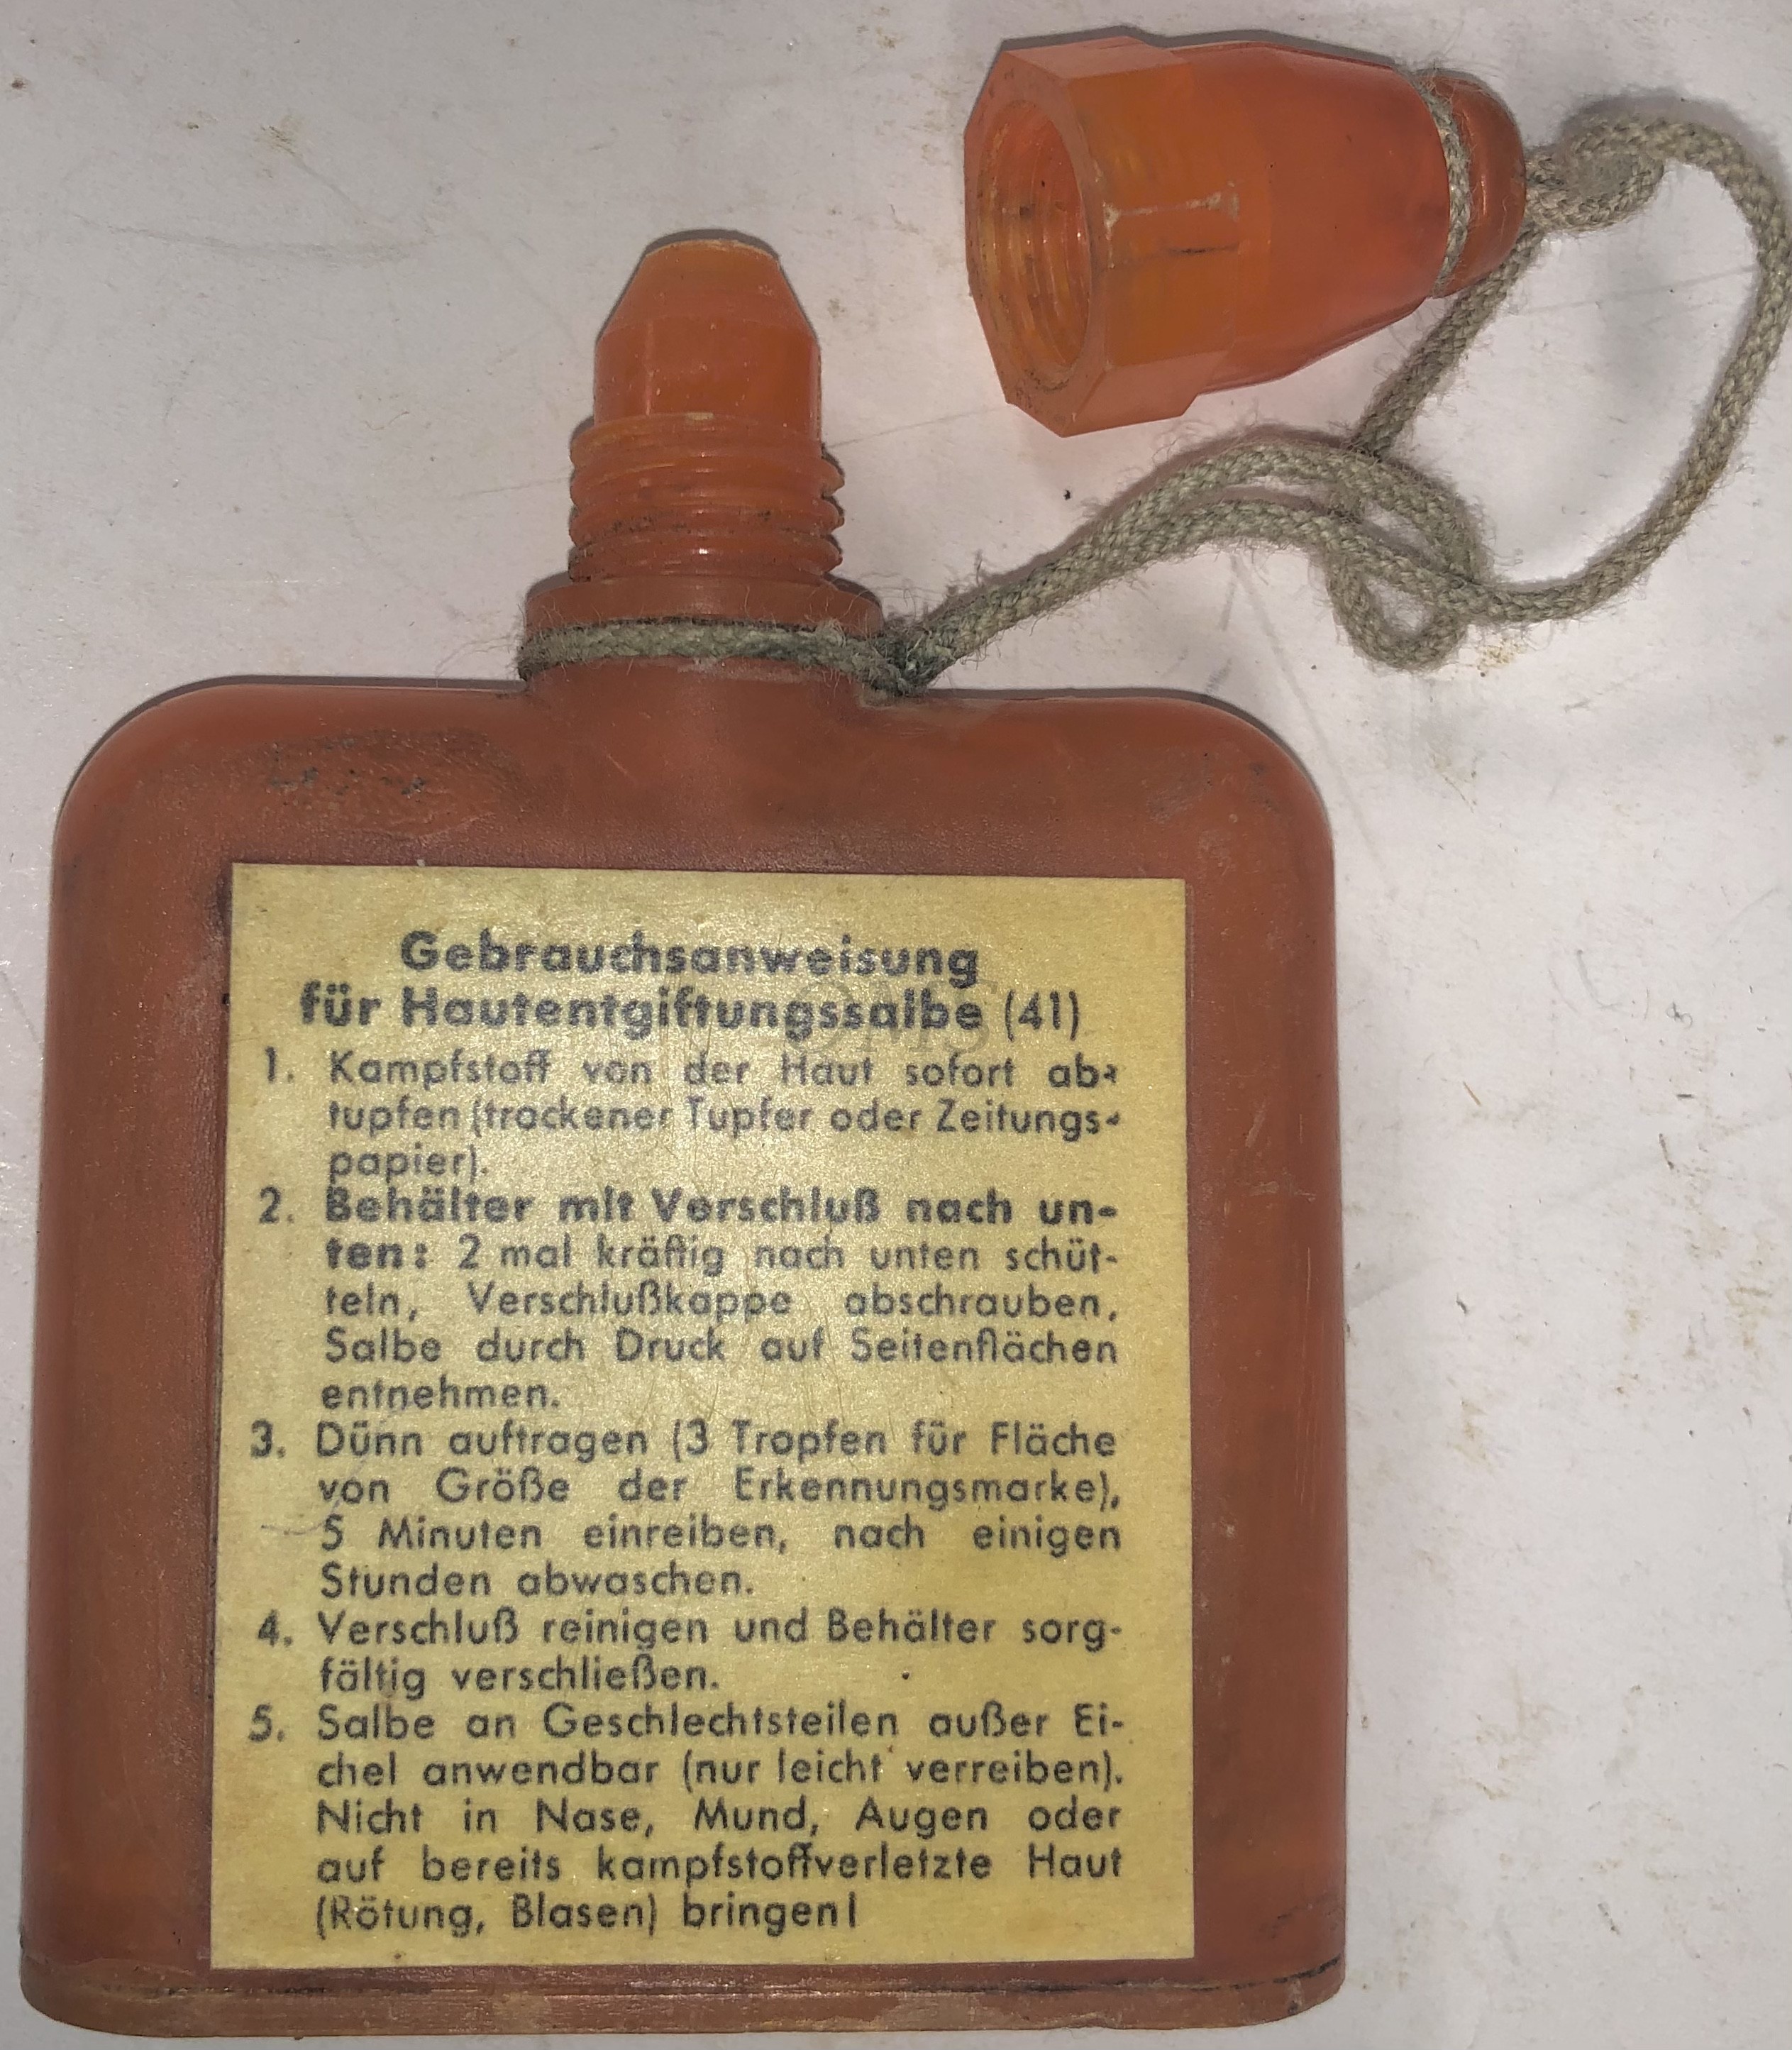 Gebrauchsanweisung
für Hautentgiftungssalbe (41)
1. Kampfstoff von der Haut sofort ab-
tupfen (trockener Tupfer oder Zeitungs-
papier).
2. Behälter mit Verschluß nach un-
ten: 2 mal kräftig nach unten schüt-
teln, Verschlußkappe abschrauben,
Salbe durch Druck auf Seitenflächen
entnehmen.
3. Dünn auftragen (3 Tropfen für Fläche
von Größe der Erkennungsmarke),
5 Minuten einreiben, nach einigen
Stunden abwaschen.
4. Verschluß reinigen und Behälter sorg-
fältig verschließen.
5. Salbe an Geschlechtsteilen außer Ei-
chel anwendbar (nur leicht verreiben).
Nicht in Nase, Mund, Augen oder
auf bereits kampfstoffverletzte Haut
(Rötung, Blasen) bringen!
OMS